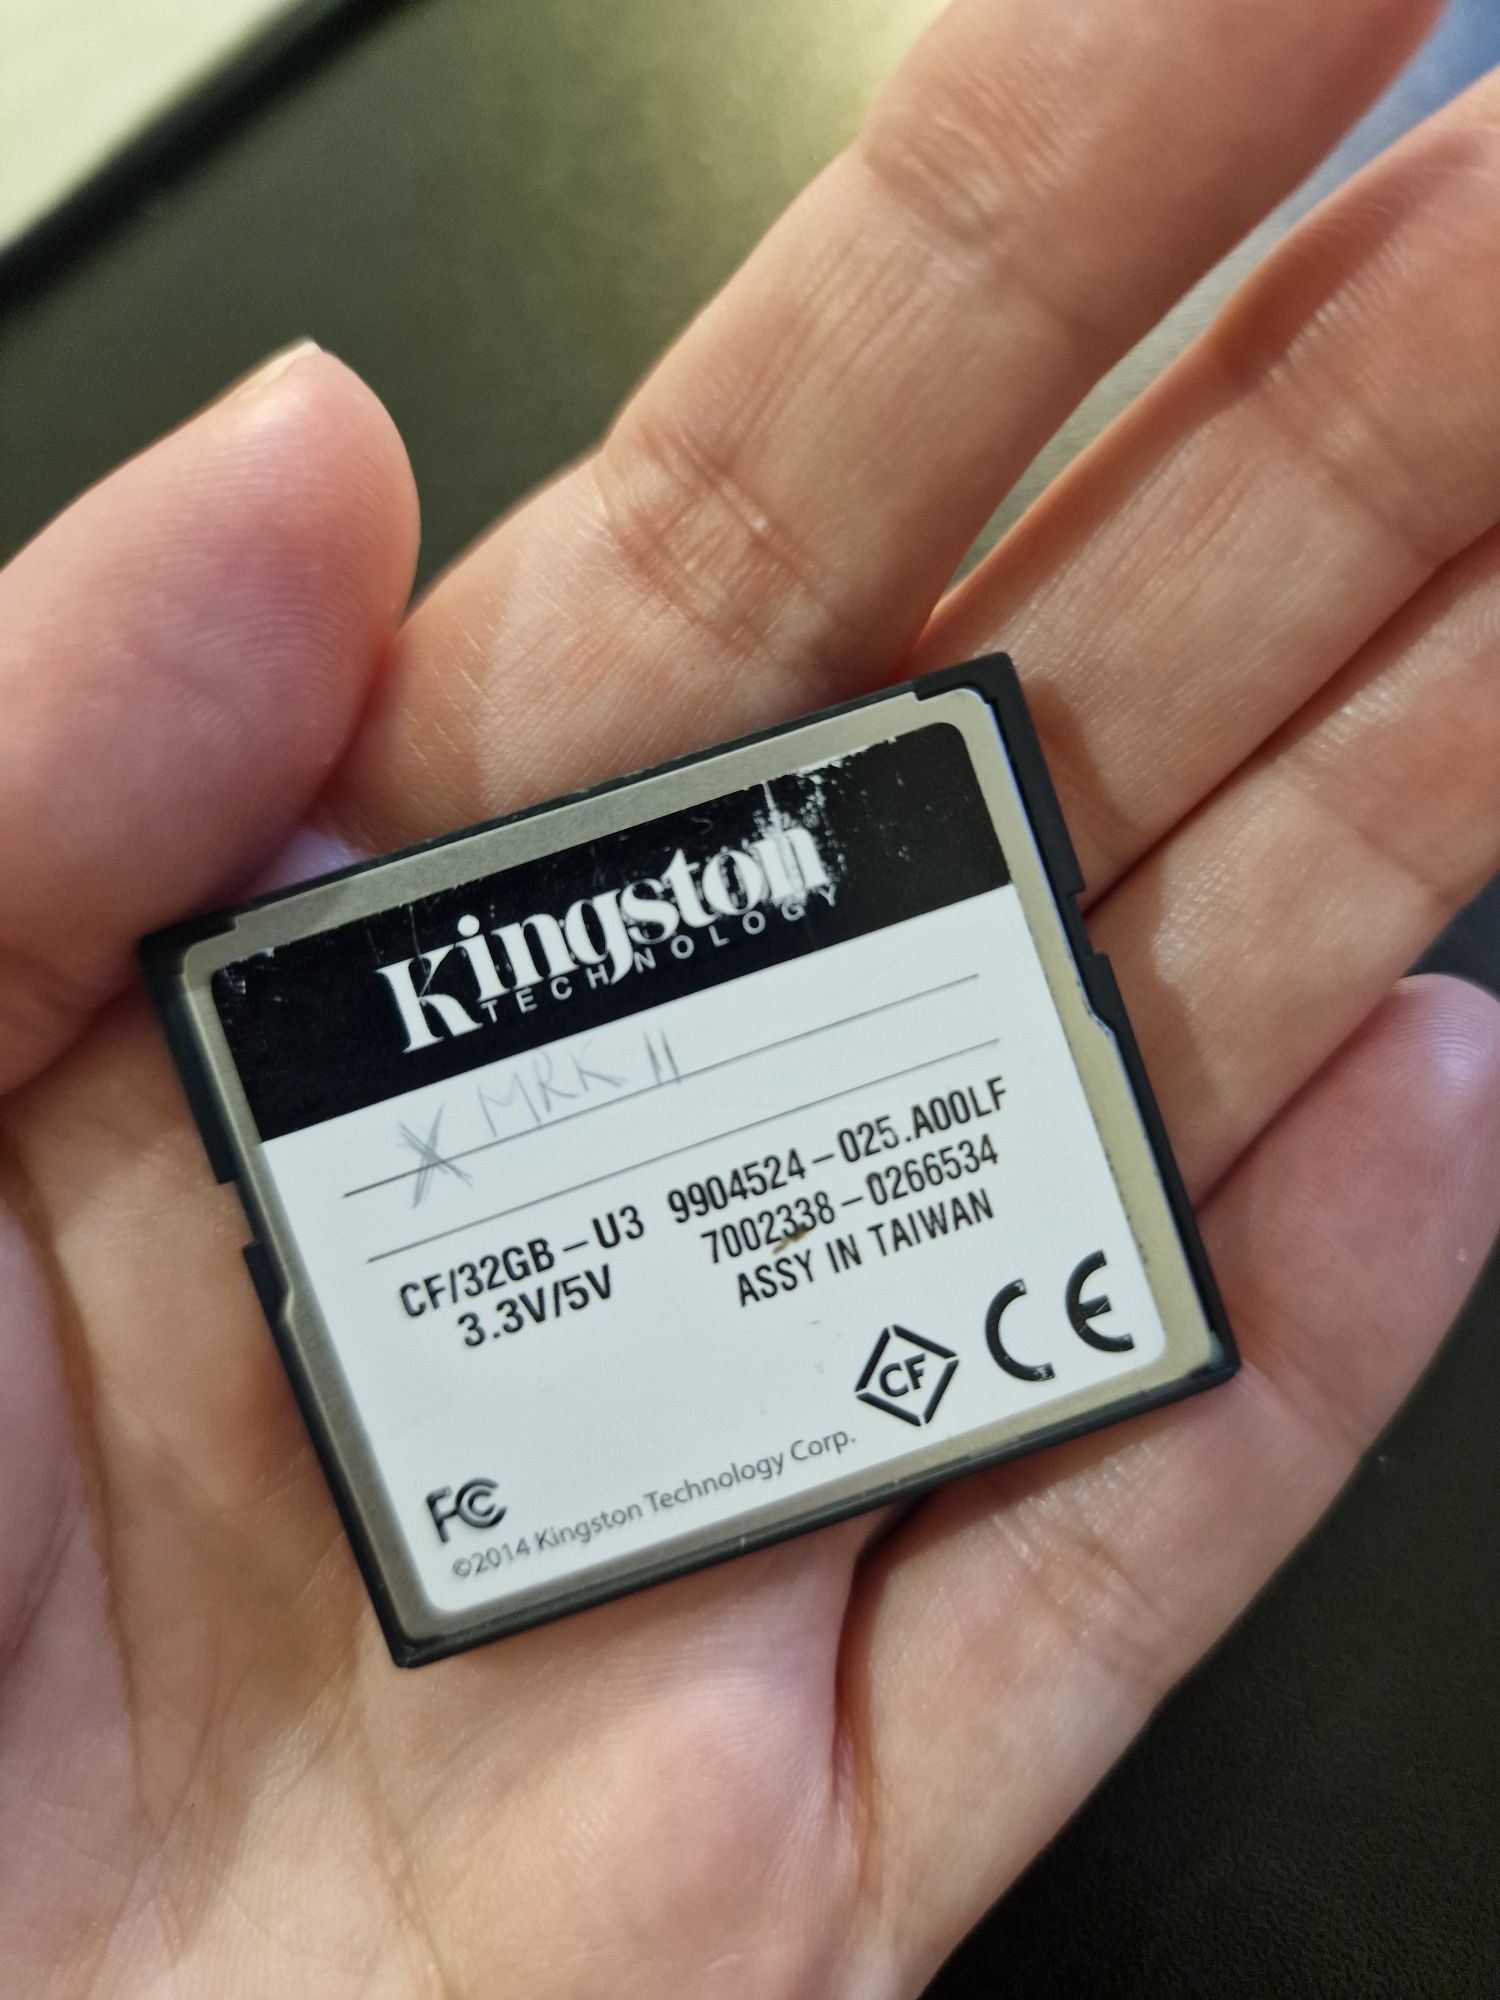 Kingston
TECHNOLOGY
X MRK II
CF/32GB-U3 9904524-025.A00LF
3.3V/5V 7002338-0266534
ASSY IN TAIWAN
CF CE
FC
©2014 Kingston Technology Corp.